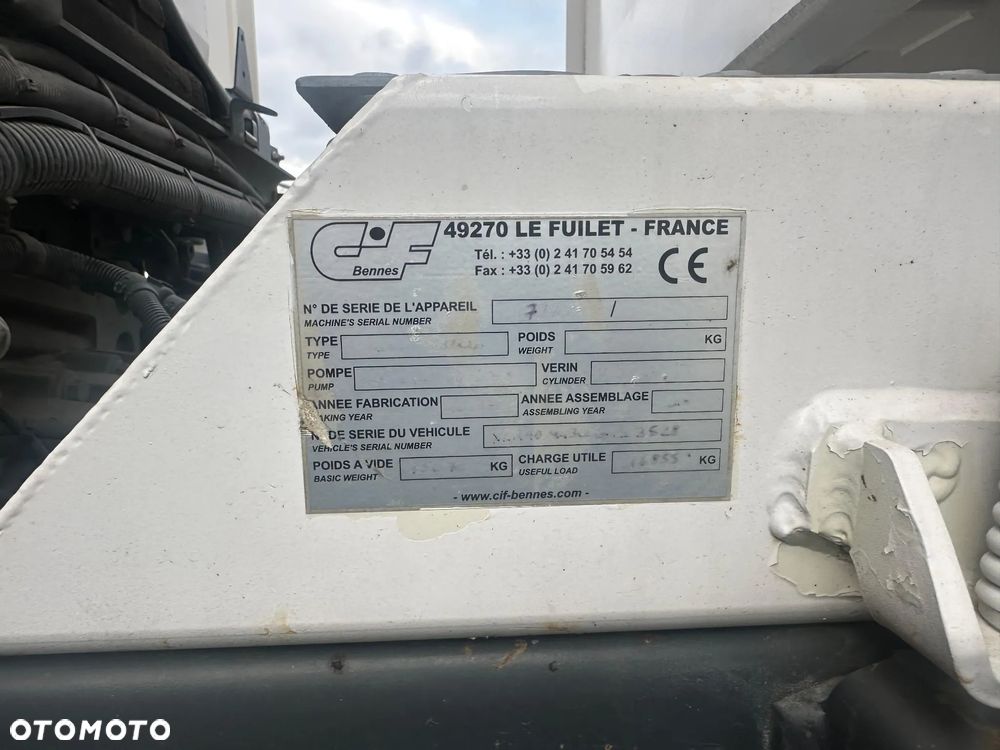 CIF
Bennes
49270 LE FUILET - FRANCE
Tél. : +33 (0) 2 41 70 54 54
Fax : +33 (0) 2 41 70 59 62
CE
N° DE SERIE DE L'APPAREIL 7 /
MACHINE'S SERIAL NUMBER
TYPE POIDS KG
TYPE WEIGHT
POMPE VERIN
PUMP CYLINDER
ANNEE FABRICATION ANNEE ASSEMBLAGE
MAKING YEAR ASSEMBLING YEAR
N° DE SERIE DU VEHICULE
VEHICLE'S SERIAL NUMBER
POIDS A VIDE KG CHARGE UTILE KG
BASIC WEIGHT USEFUL LOAD
- www.cif-bennes.com -
OTOMOTO